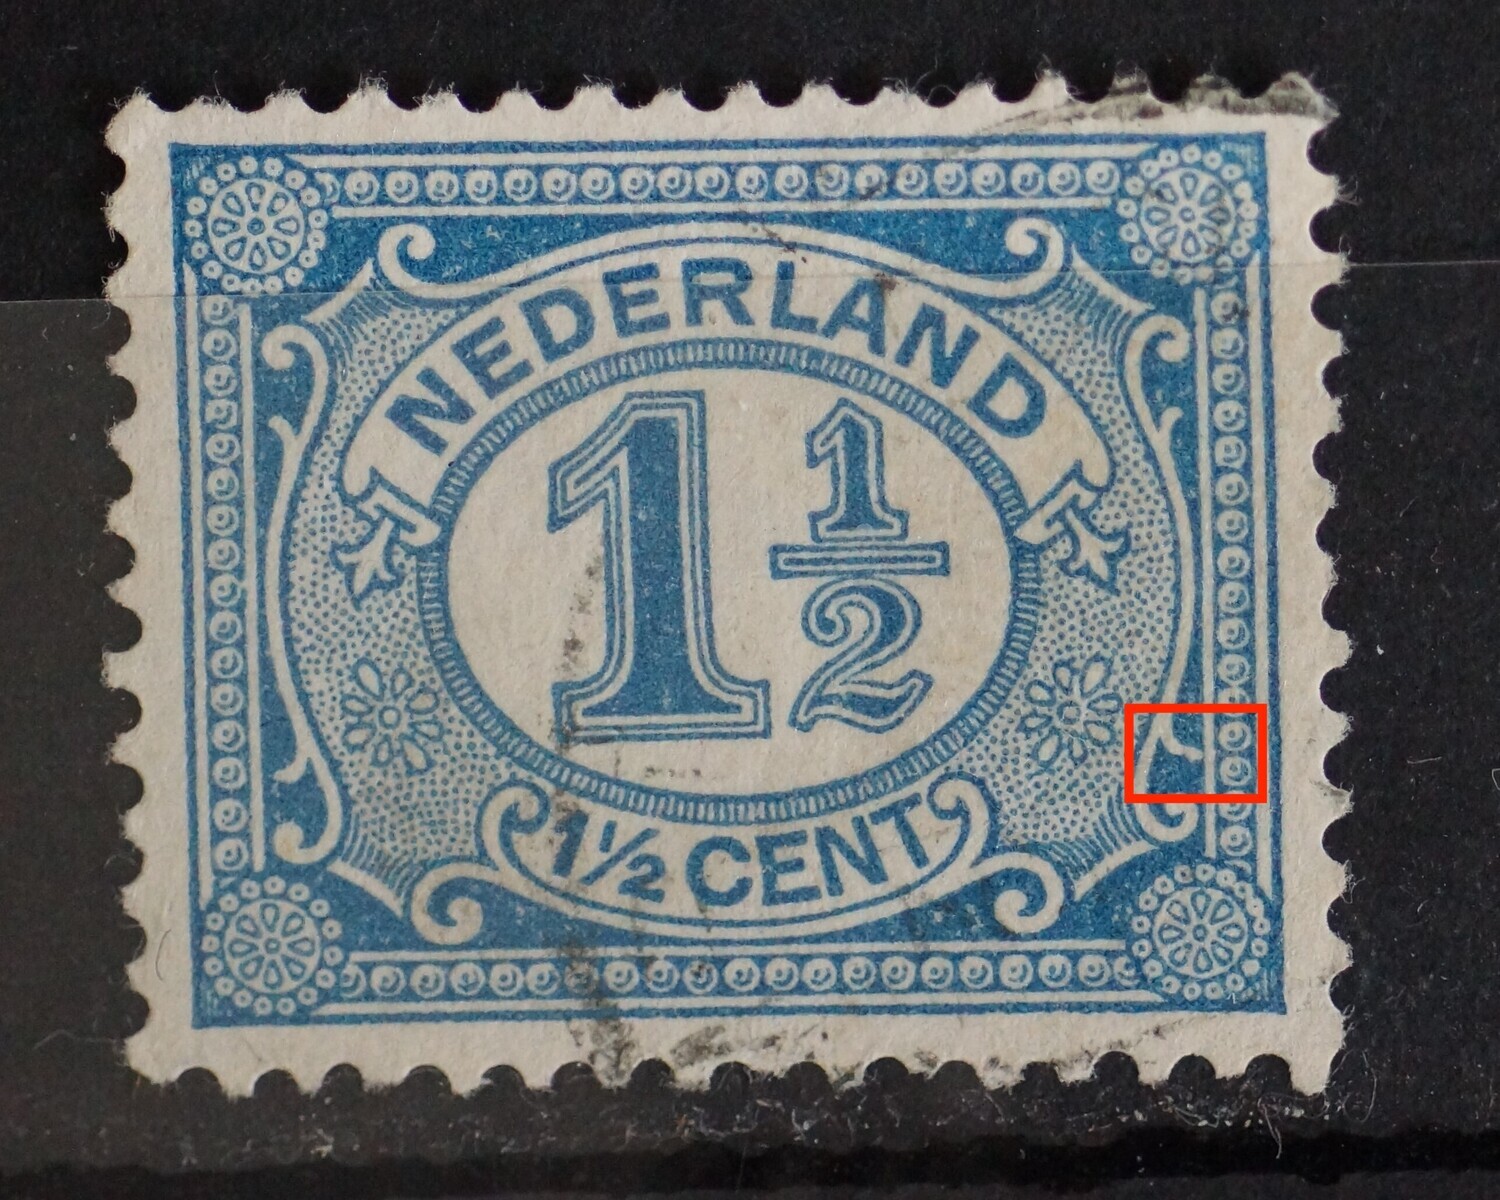 NEDERLAND
1 1/2
1½ CENT